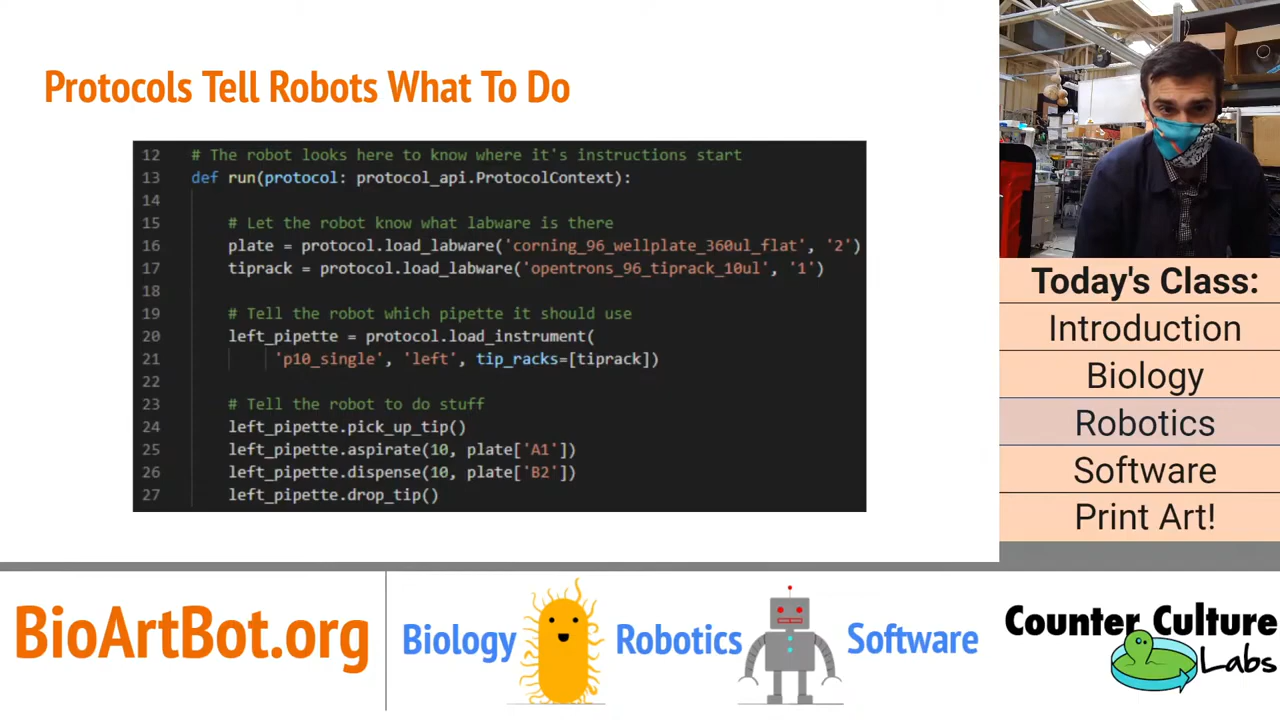 Protocols Tell Robots What To Do
12 # The robot looks here to know where it's instructions start
13 def run(protocol: protocol_api.ProtocolContext):
14
15 # Let the robot know what labware is there
16 plate = protocol.load_labware('corning_96_wellplate_360ul_flat', '2')
17 tiprack = protocol.load_labware('opentrons_96_tiprack_10ul', '1')
18
19 # Tell the robot which pipette it should use
20 left_pipette = protocol.load_instrument(
21 'p10_single', 'left', tip_racks=[tiprack])
22
23 # Tell the robot to do stuff
24 left_pipette.pick_up_tip()
25 left_pipette.aspirate(10, plate['A1'])
26 left_pipette.dispense(10, plate['B2'])
27 left_pipette.drop_tip()
Today's Class:
Introduction
Biology
Robotics
Software
Print Art!
BioArtBot.org
Biology
Robotics
Software
Counter Culture
Labs